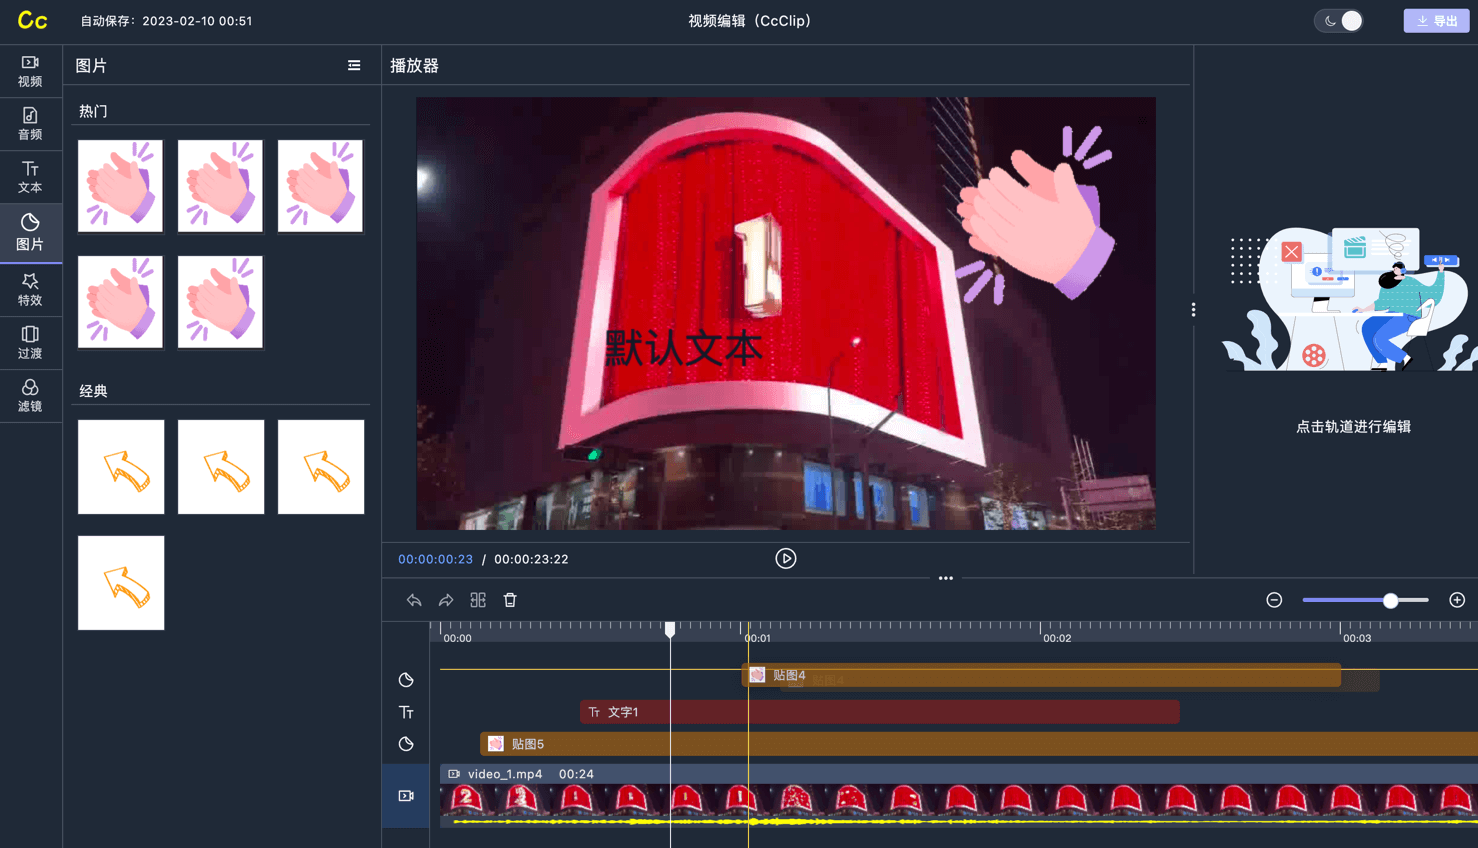 Cc
自动保存：2023-02-10 00:51
视频编辑（CcClip）
导出
视频
音频
文本
图片
特效
过渡
滤镜
图片
热门
经典
播放器
默认文本
00:00:00:23 / 00:00:23:22
点击轨道进行编辑
00:00
00:01
00:02
00:03
贴图4
贴图4
Tт 文字1
贴图5
video_1.mp4 00:24